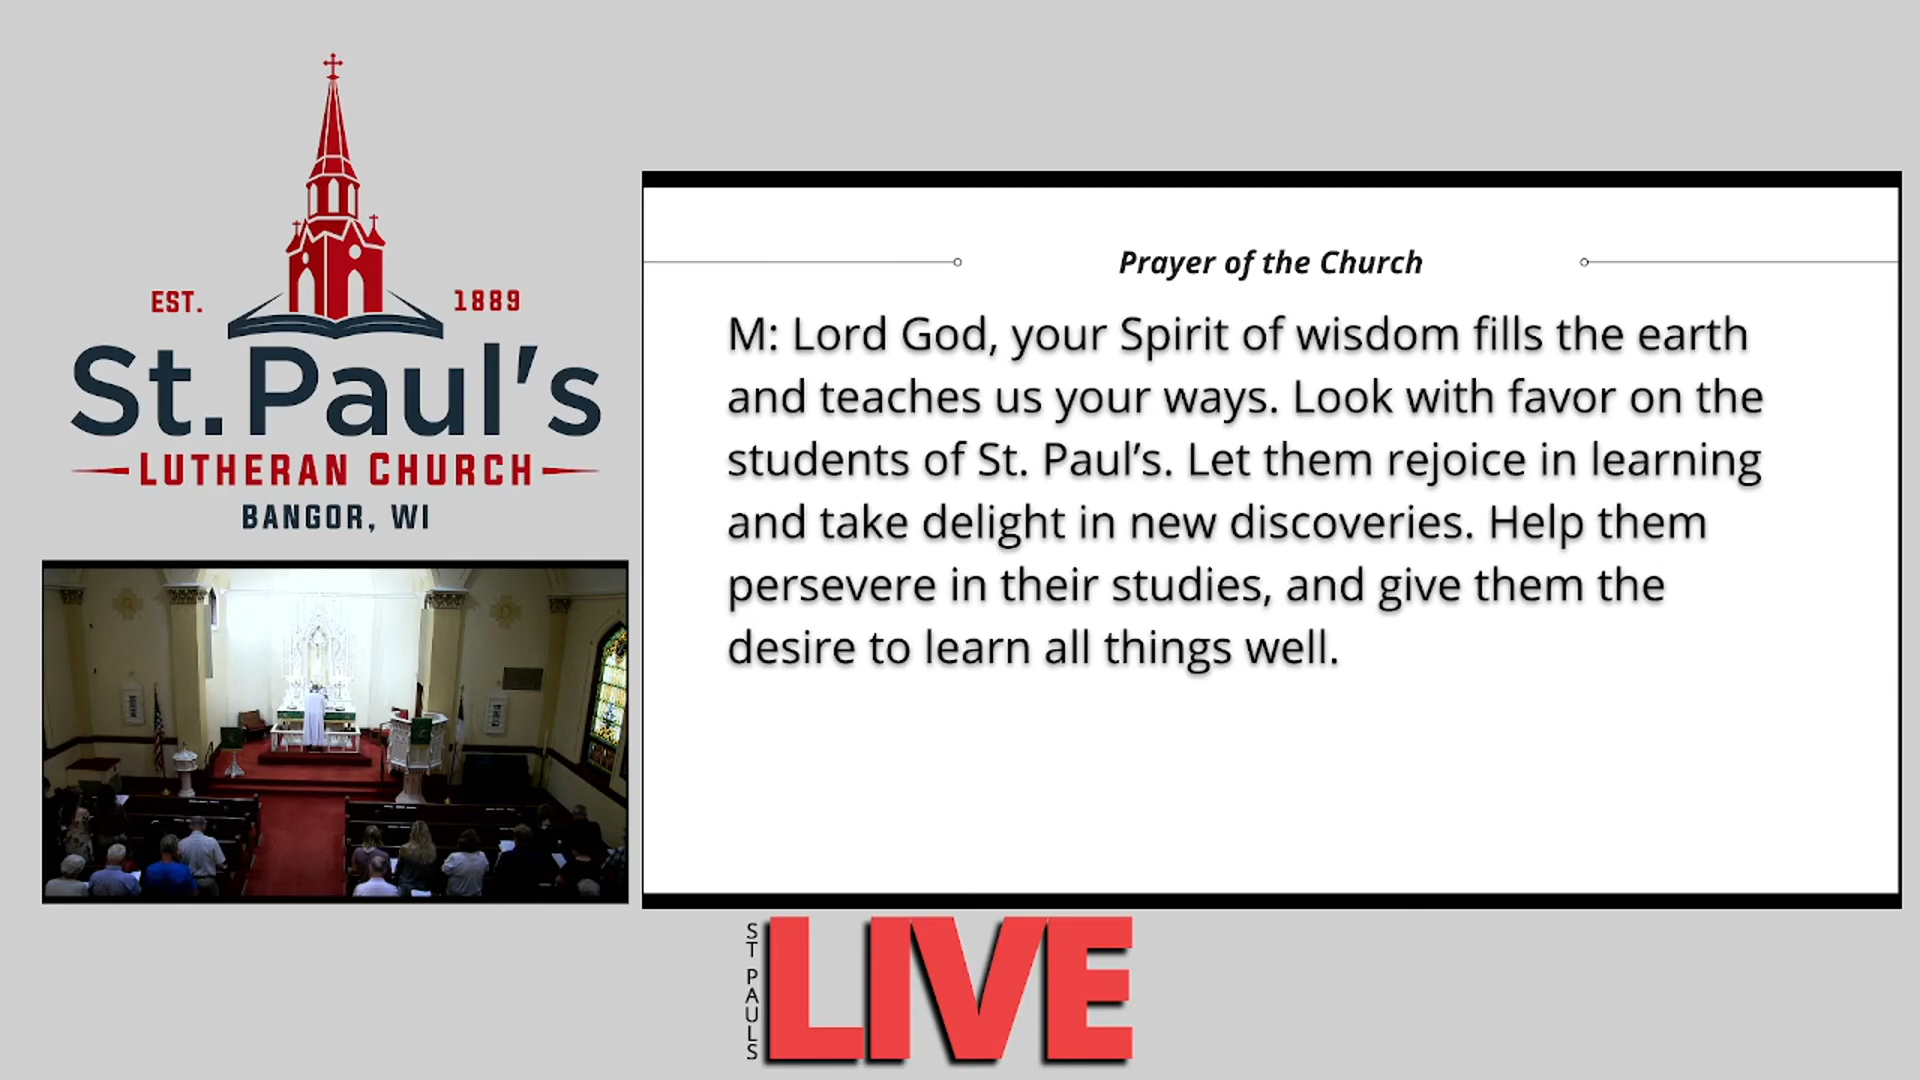 EST. 1889
St. Paul's
LUTHERAN CHURCH
BANGOR, WI
Prayer of the Church
M: Lord God, your Spirit of wisdom fills the earth
and teaches us your ways. Look with favor on the
students of St. Paul’s. Let them rejoice in learning
and take delight in new discoveries. Help them
persevere in their studies, and give them the
desire to learn all things well.
ST PAULS
LIVE